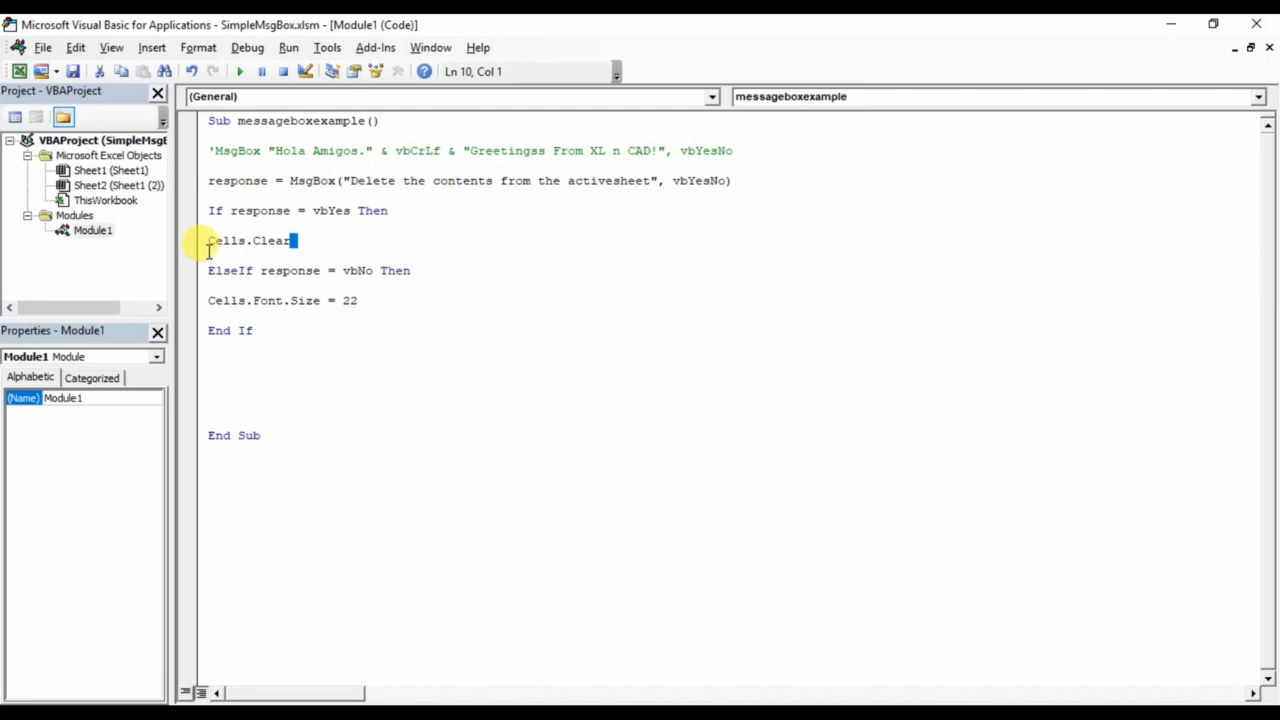 Microsoft Visual Basic for Applications - SimpleMsgBox.xlsm - [Module1 (Code)]
File Edit View Insert Format Debug Run Tools Add-Ins Window Help
Ln 10, Col 1
Project - VBAProject
(General)
messageboxexample
VBAProject (SimpleMsgB
Microsoft Excel Objects
Sheet1 (Sheet1)
Sheet2 (Sheet1 (2))
ThisWorkbook
Modules
Module1
Properties - Module1
Module1 Module
Alphabetic Categorized
(Name) Module1
Sub messageboxexample()
'MsgBox "Hola Amigos." & vbCrLf & "Greetingss From XL n CAD!", vbYesNo
response = MsgBox("Delete the contents from the activesheet", vbYesNo)
If response = vbYes Then
Cells.Clear
ElseIf response = vbNo Then
Cells.Font.Size = 22
End If
End Sub